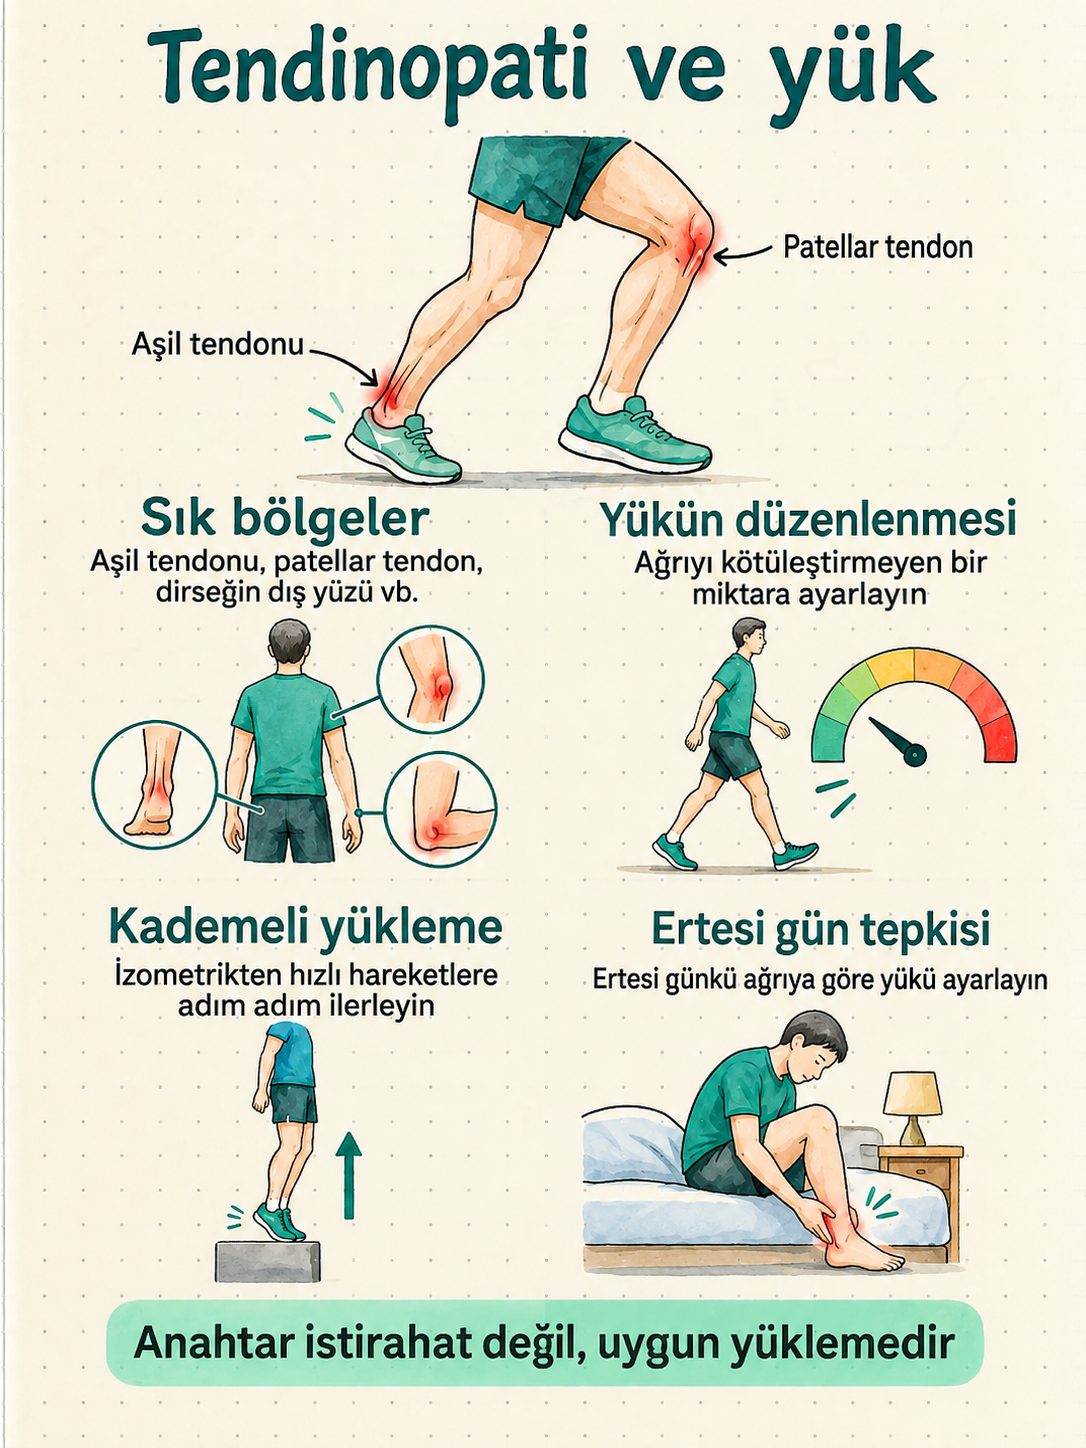 Tendinopati ve yük
Patellar tendon
Aşil tendonu
Sık bölgeler
Aşil tendonu, patellar tendon,
dirseğin dış yüzü vb.
Yükün düzenlenmesi
Ağrıyı kötüleştirmeyen bir
miktara ayarlayın
Kademeli yükleme
İzometrikten hızlı hareketlere
adım adım ilerleyin
Ertesi gün tepkisi
Ertesi günkü ağrıya göre yükü ayarlayın
Anahtar istirahat değil, uygun yüklemedir